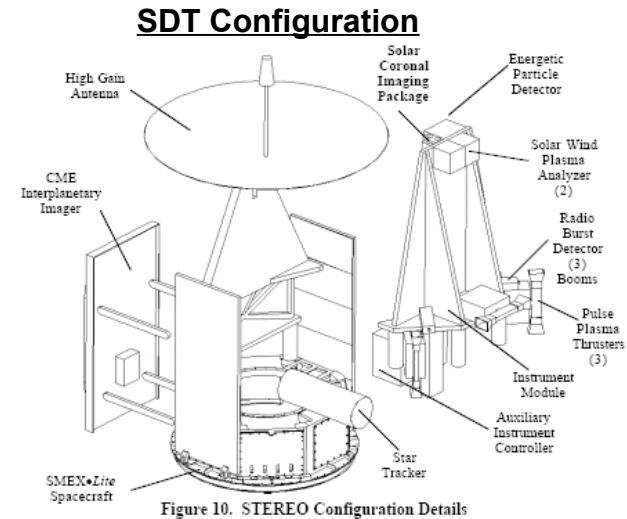 SDT Configuration
High Gain
Antenna
Solar
Coronal
Imaging
Package
Energetic
Particle
Detector
Solar Wind
Plasma
Analyzer
(2)
CME
Interplanetary
Imager
Radio
Burst
Detector
(3)
Booms
Pulse
Plasma
Thrusters
(3)
Instrument
Module
Auxiliary
Instrument
Controller
Star
Tracker
SMEX•Lite
Spacecraft
Figure 10. STEREO Configuration Details